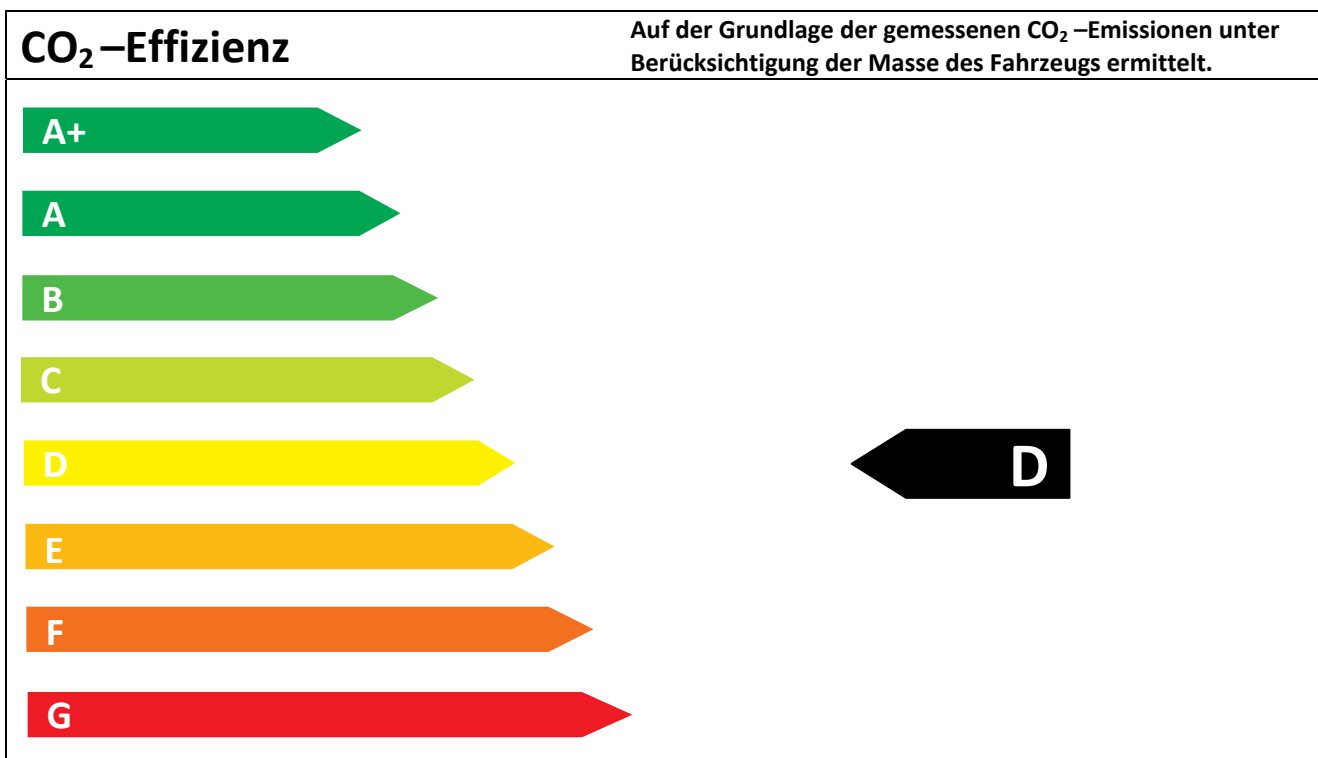 CO₂ –Effizienz
Auf der Grundlage der gemessenen CO₂ –Emissionen unter
Berücksichtigung der Masse des Fahrzeugs ermittelt.
A+
A
B
C
D
D
E
F
G